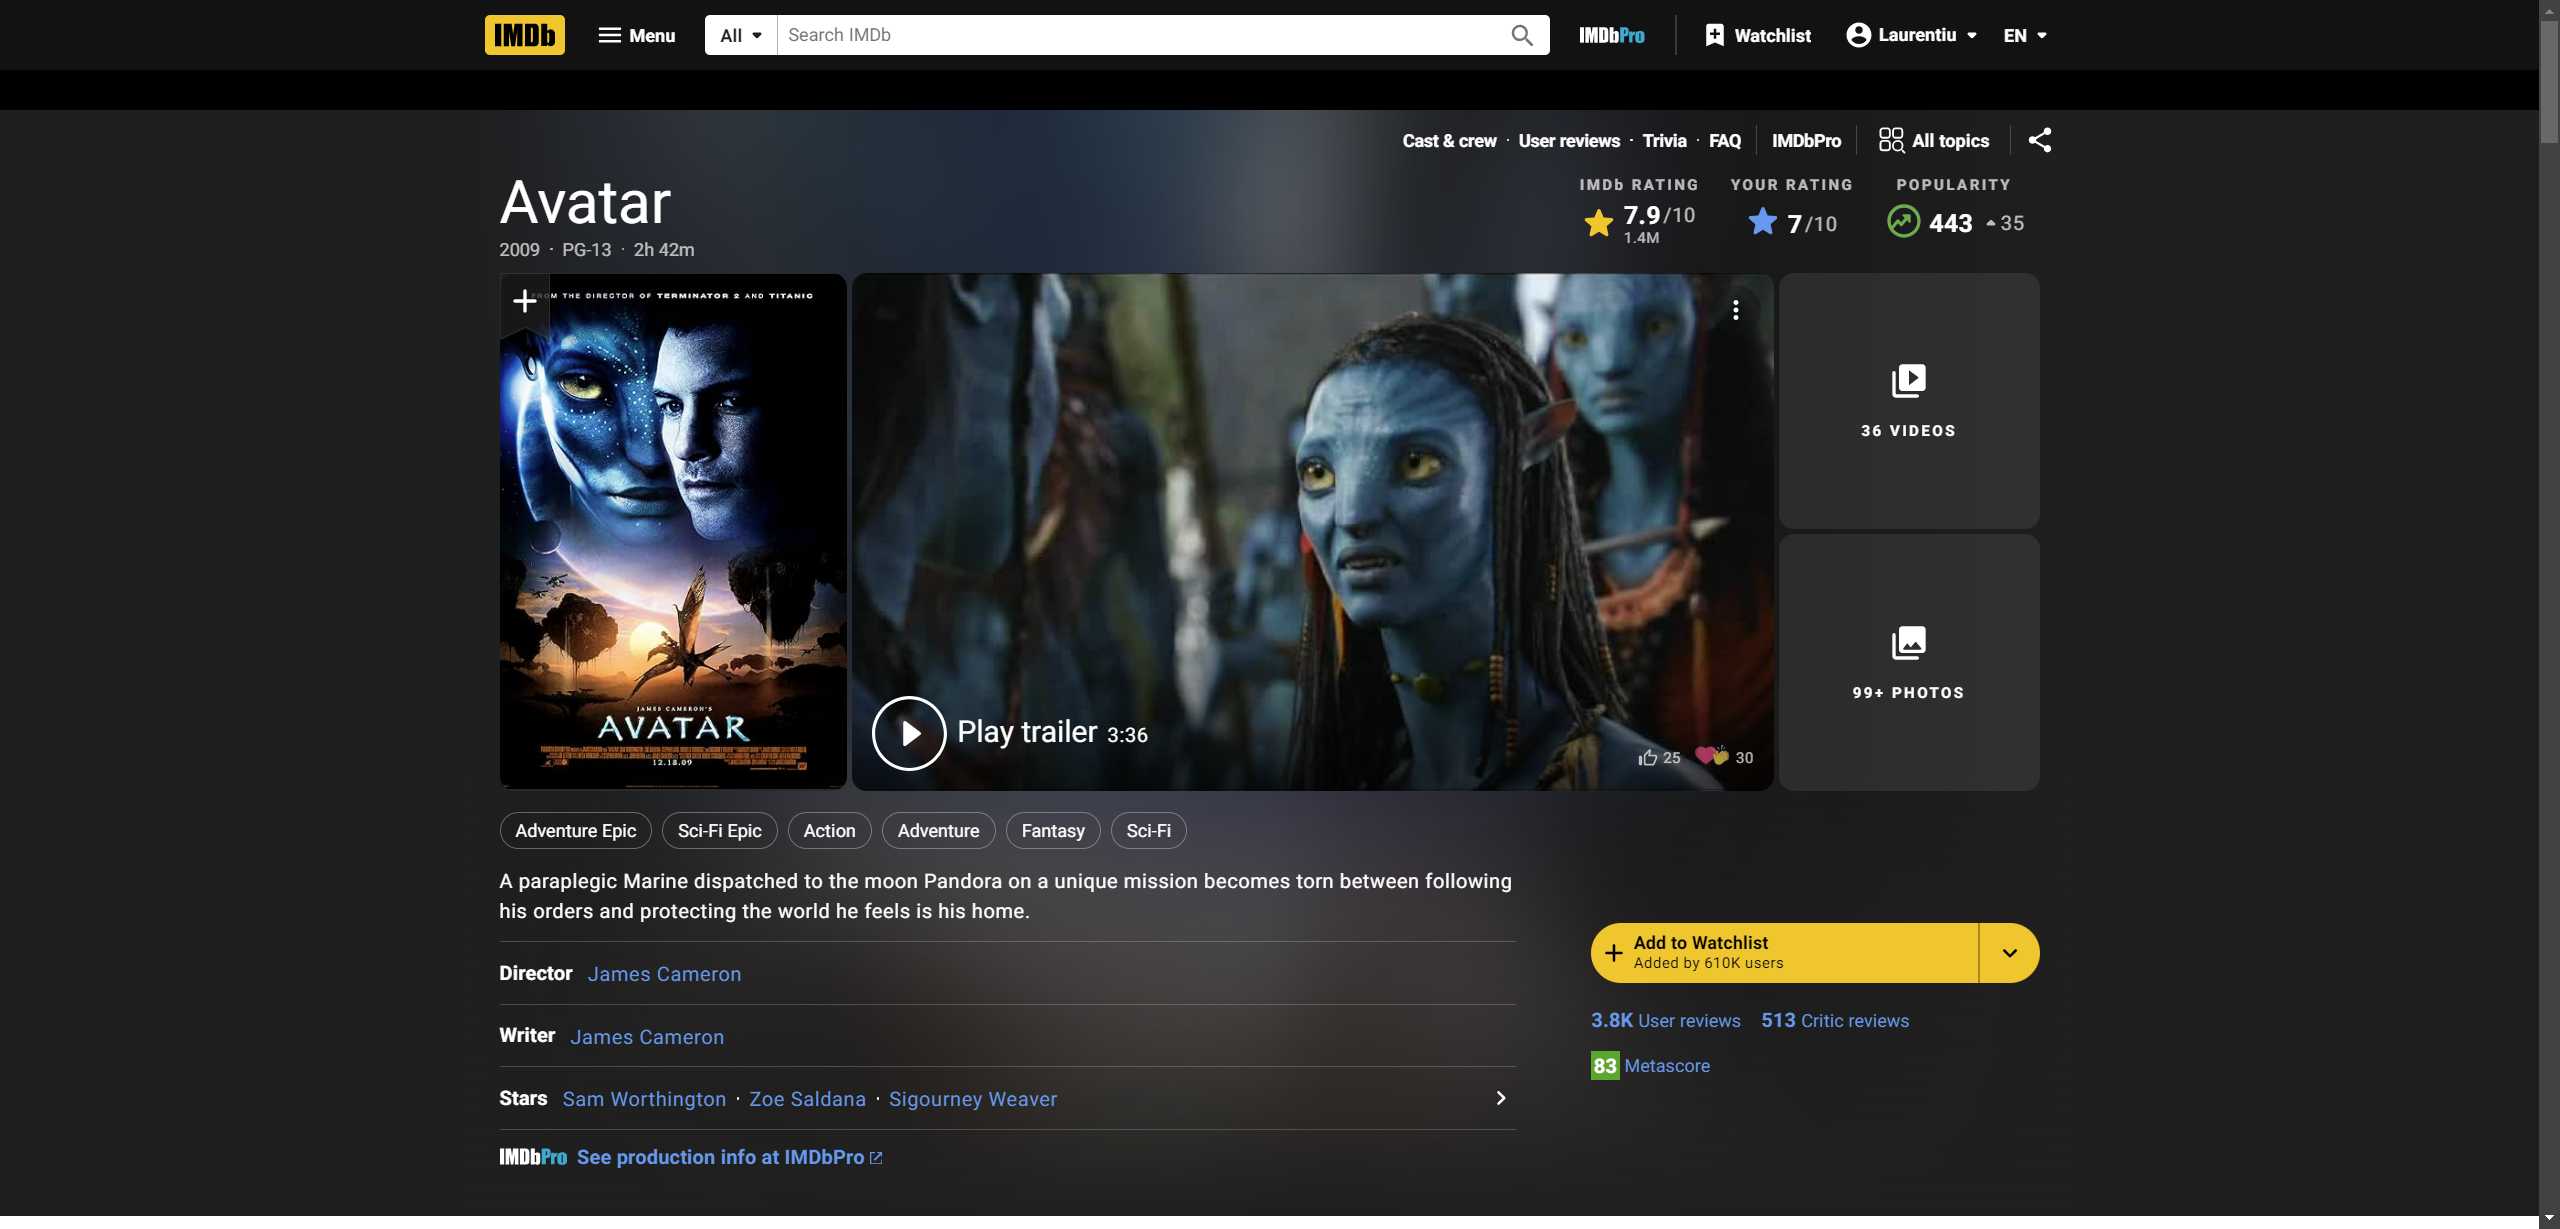 IMDb Menu All Search IMDb IMDbPro Watchlist Laurentiu EN
Cast & crew · User reviews · Trivia · FAQ IMDbPro All topics
Avatar
2009 · PG-13 · 2h 42m
IMDb RATING YOUR RATING POPULARITY
7.9/10 7/10 443 35
1.4M
FROM THE DIRECTOR OF TERMINATOR 2 AND TITANIC
JAMES CAMERON'S
AVATAR
12.18.09
Play trailer 3:36
25 30
36 VIDEOS
99+ PHOTOS
Adventure Epic Sci-Fi Epic Action Adventure Fantasy Sci-Fi
A paraplegic Marine dispatched to the moon Pandora on a unique mission becomes torn between following
his orders and protecting the world he feels is his home.
Director James Cameron
Writer James Cameron
Stars Sam Worthington · Zoe Saldana · Sigourney Weaver
IMDbPro See production info at IMDbPro
Add to Watchlist
Added by 610K users
3.8K User reviews 513 Critic reviews
83 Metascore